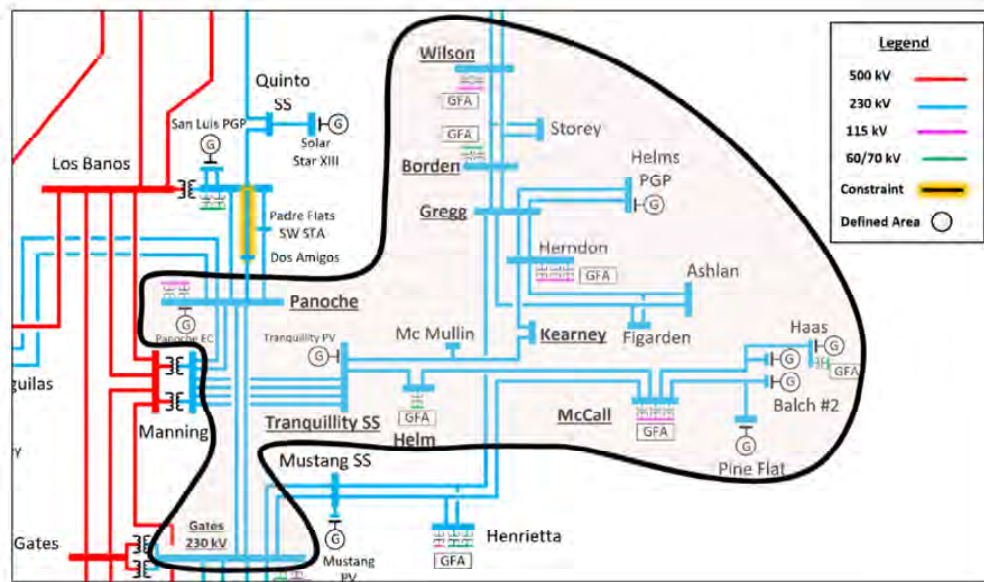 Legend
500 kV
230 kV
115 kV
60/70 kV
Constraint
Defined Area
G
Wilson
GFA
Quinto
SS
San Luis PGP
G
G
Solar
Star XIII
Los Banos
GFA
Storey
Borden
Helms
PGP
G
Gregg
Padre Flats
SW STA
Dos Amigos
Herndon
GFA
Ashlan
Panoche
G
Panoche EC
Tranquility PV
G
Mc Mullin
Kearney
Figarden
Haas
G
G
GFA
G
Balch #2
Manning
GFA
Tranquillity SS
Helm
McCall
GFA
G
Pine Flat
Mustang SS
Gates
230 kV
G
Mustang
PV
Henrietta
GFA
Gates
GFA